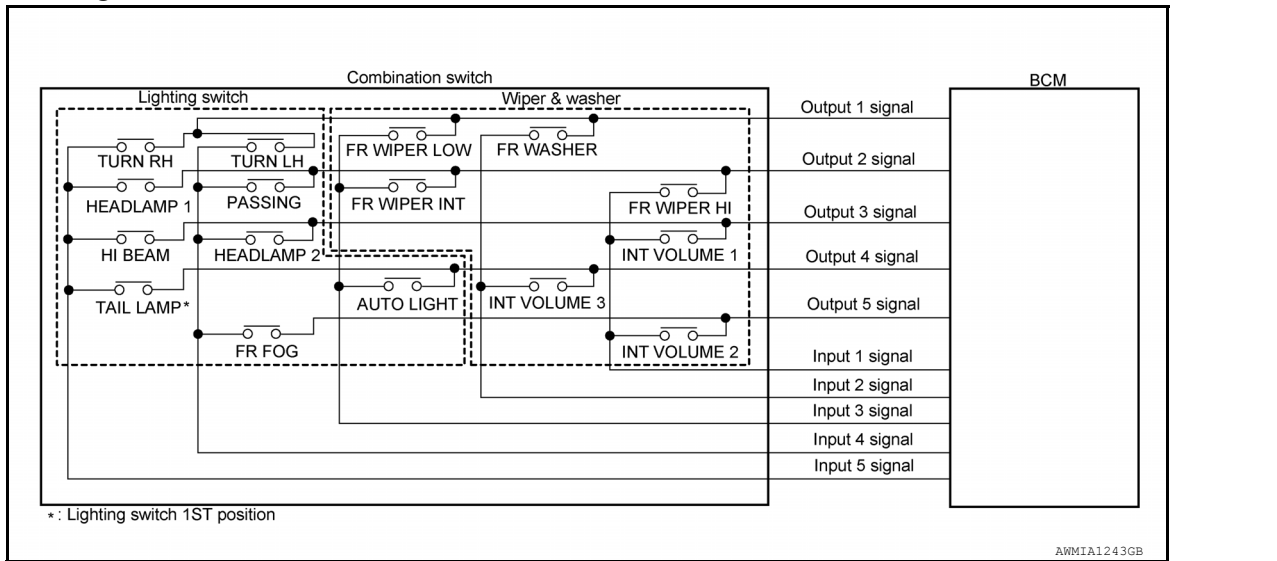 Combination switch
BCM
Lighting switch
Wiper & washer
Output 1 signal
TURN RH
TURN LH
FR WIPER LOW
FR WASHER
Output 2 signal
HEADLAMP 1
PASSING
FR WIPER INT
FR WIPER HI
Output 3 signal
HI BEAM
HEADLAMP 2
INT VOLUME 1
Output 4 signal
TAIL LAMP*
AUTO LIGHT
INT VOLUME 3
Output 5 signal
FR FOG
INT VOLUME 2
Input 1 signal
Input 2 signal
Input 3 signal
Input 4 signal
Input 5 signal
* : Lighting switch 1ST position
AWMIA1243GB